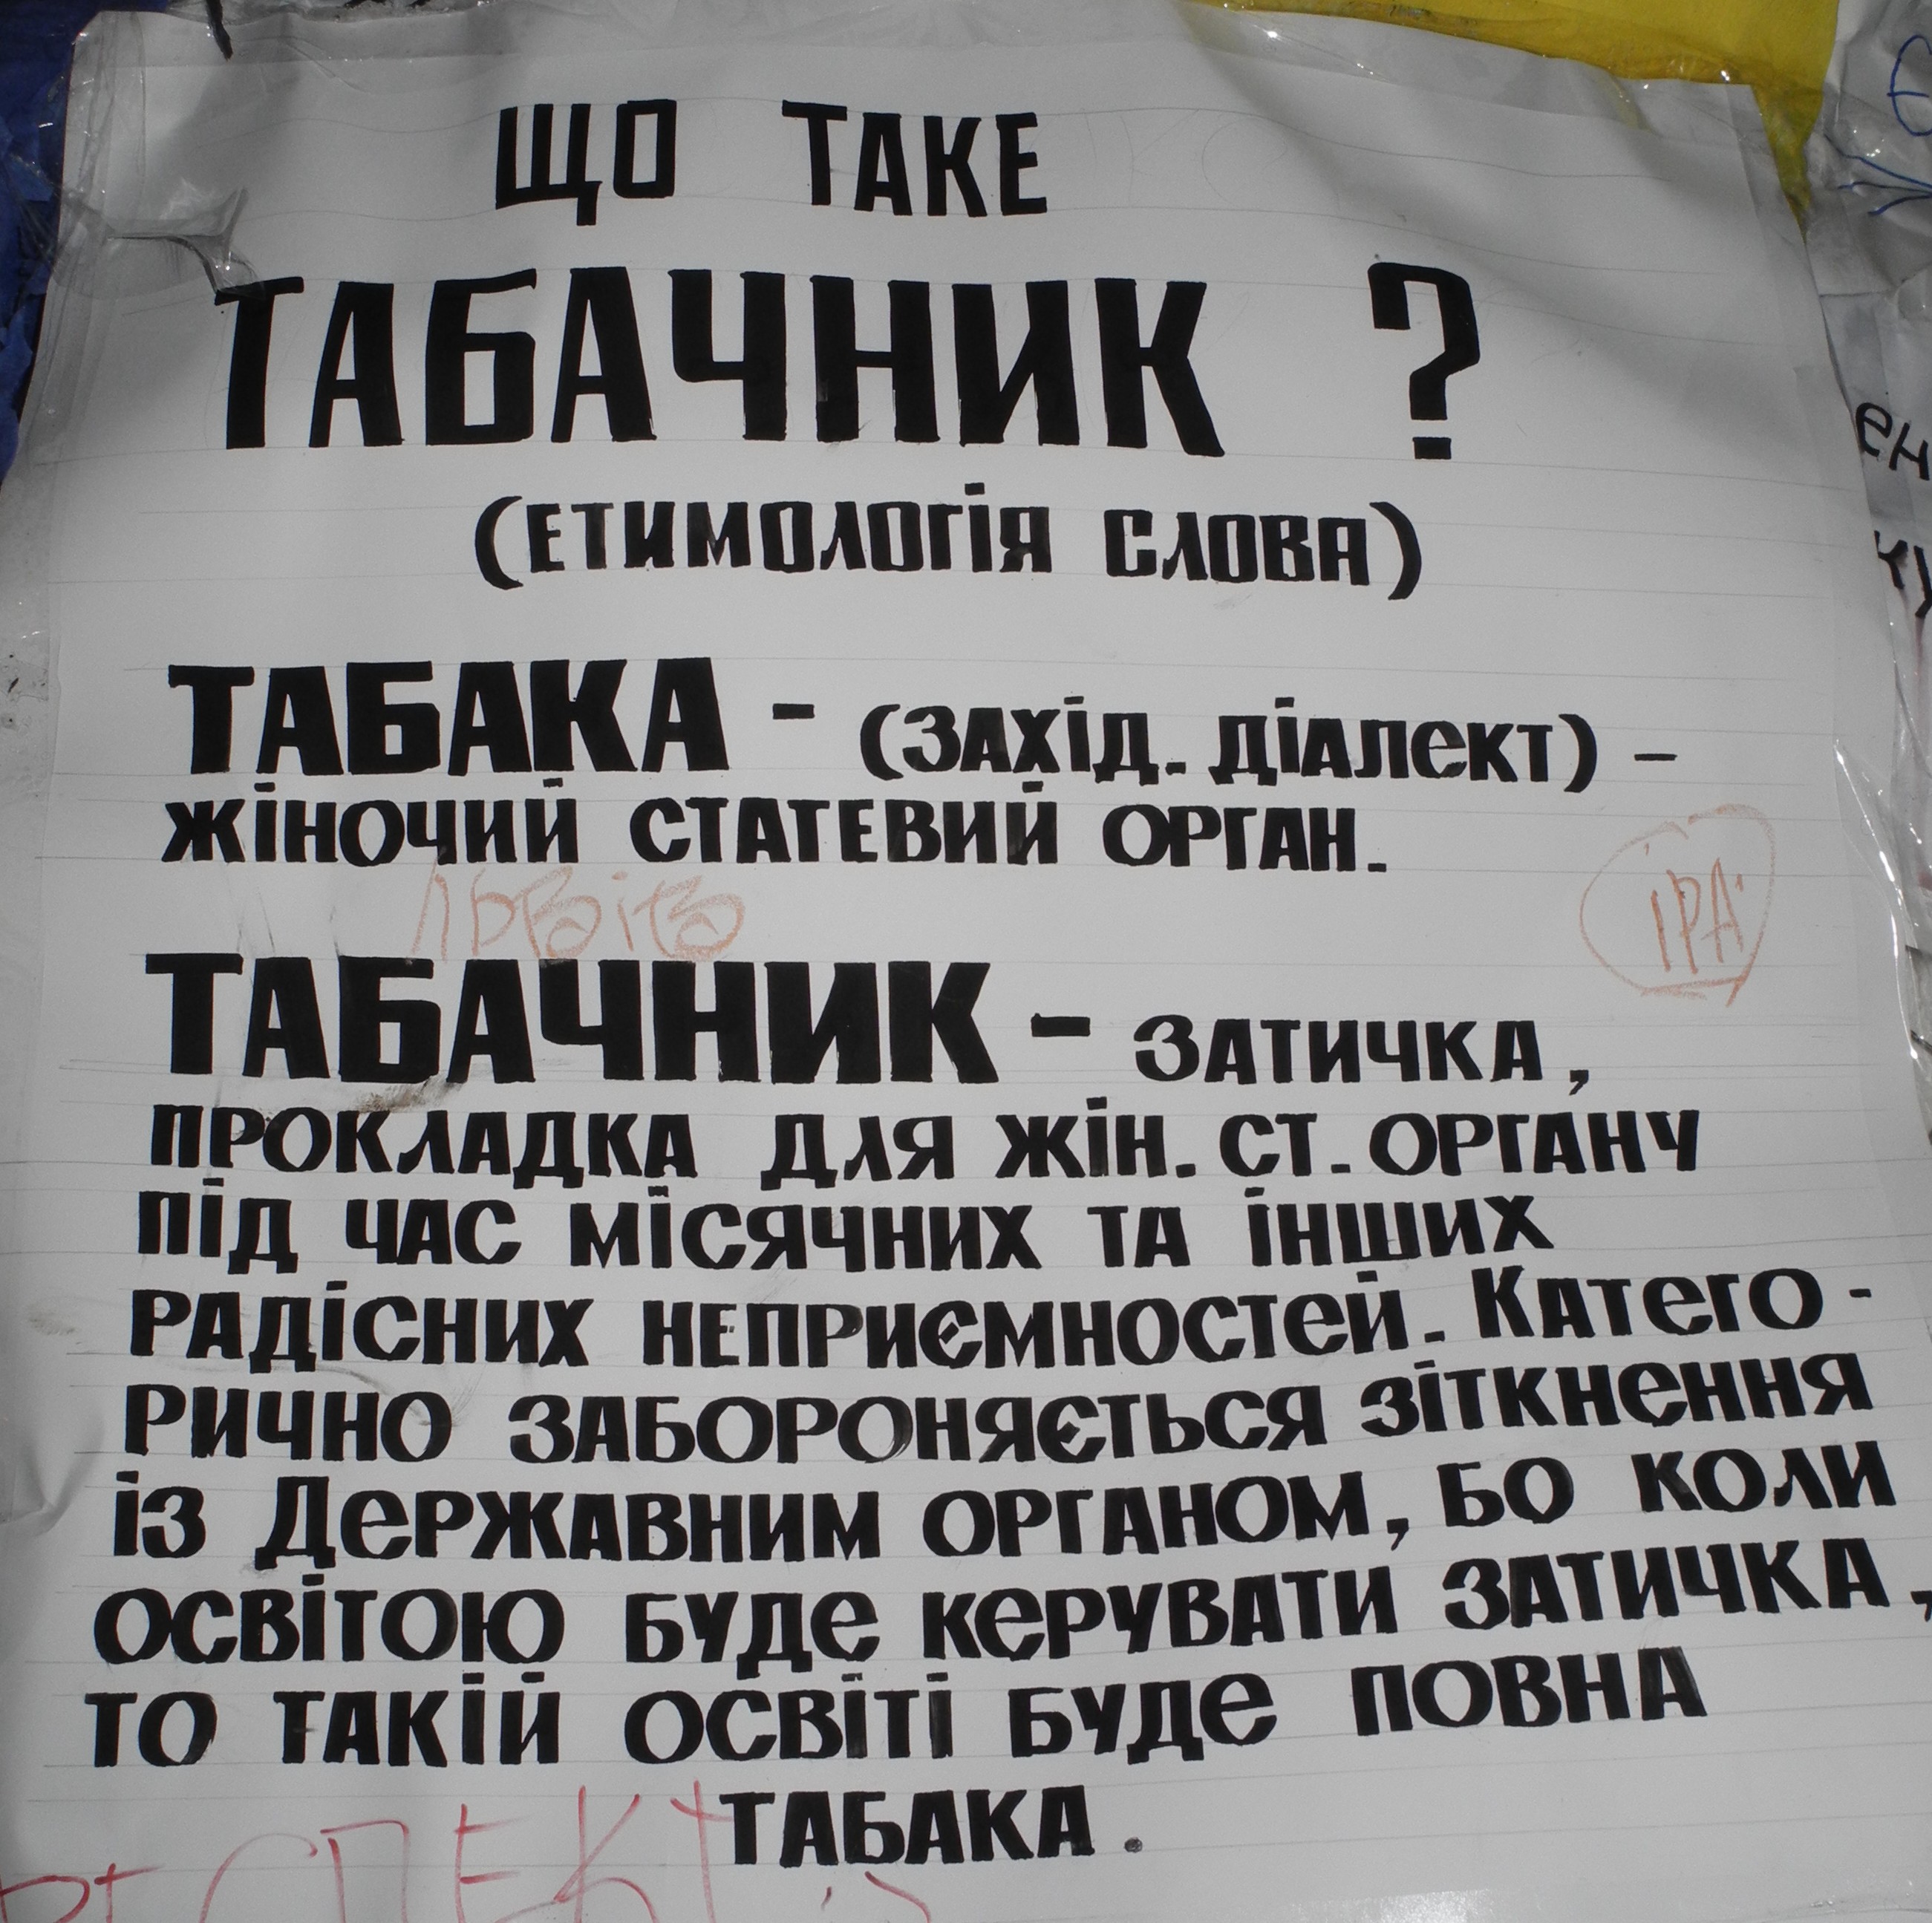 ЩО ТАКЕ
ТАБАЧНИК ?
(ЕТИМОЛОГІЯ СЛОВА)
ТАБАКА - (ЗАХІД. ДІАЛЕКТ) –
ЖІНОЧИЙ СТАТЕВИЙ ОРГАН.
ЛЬВІВ
ІРА
ТАБАЧНИК - ЗАТИЧКА,
ПРОКЛАДКА ДЛЯ ЖІН. СТ. ОРГАНУ
ПІД ЧАС МІСЯЧНИХ ТА ІНШИХ
РАДІСНИХ НЕПРИЄМНОСТЕЙ. КАТЕГО-
РИЧНО ЗАБОРОНЯЄТЬСЯ ЗІТКНЕННЯ
ІЗ ДЕРЖАВНИМ ОРГАНОМ, БО КОЛИ
ОСВІТОЮ БУДЕ КЕРУВАТИ ЗАТИЧКА,
ТО ТАКІЙ ОСВІТІ БУДЕ ПОВНА
ТАБАКА.
РЕСПЕКТ